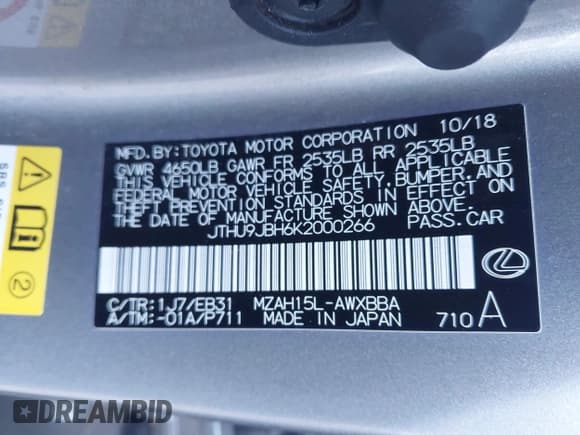 MFD. BY: TOYOTA MOTOR CORPORATION 10/18
GVWR 4650LB GAWR FR 2535LB RR 2535LB
THIS VEHICLE CONFORMS TO ALL APPLICABLE
FEDERAL MOTOR VEHICLE SAFETY, BUMPER, AND
THEFT PREVENTION STANDARDS IN EFFECT ON
THE DATE OF MANUFACTURE SHOWN ABOVE.
JTHU9JBH6K2000266 PASS. CAR
C/TR: 1J7/EB31 MZAH15L-AWXBBA
A/TM: -01A/P711 MADE IN JAPAN 710 A
2
DREAMBID